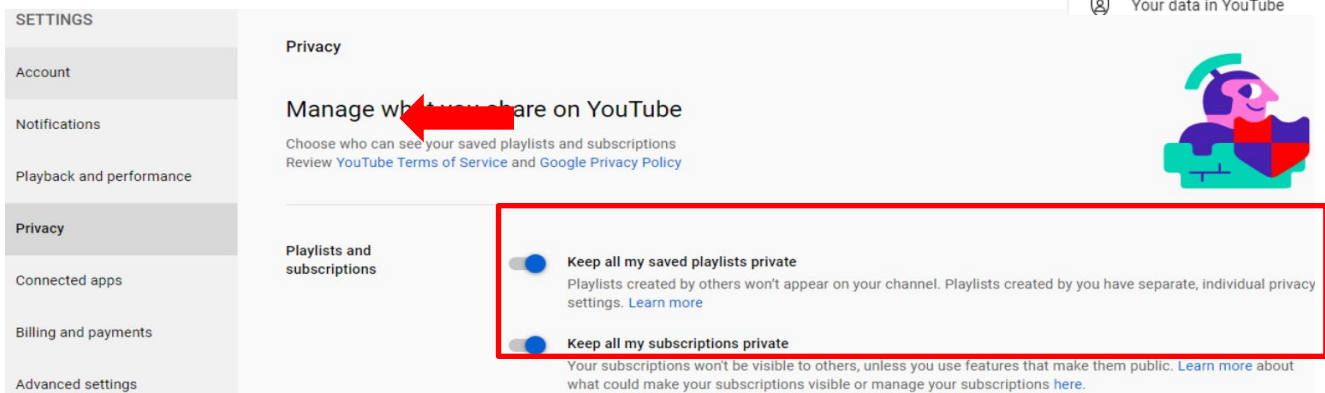 Your data in YouTube
SETTINGS
Account
Notifications
Playback and performance
Privacy
Connected apps
Billing and payments
Advanced settings
Privacy
Manage what you share on YouTube
Choose who can see your saved playlists and subscriptions
Review YouTube Terms of Service and Google Privacy Policy
Playlists and
subscriptions
Keep all my saved playlists private
Playlists created by others won't appear on your channel. Playlists created by you have separate, individual privacy
settings. Learn more
Keep all my subscriptions private
Your subscriptions won't be visible to others, unless you use features that make them public. Learn more about
what could make your subscriptions visible or manage your subscriptions here.